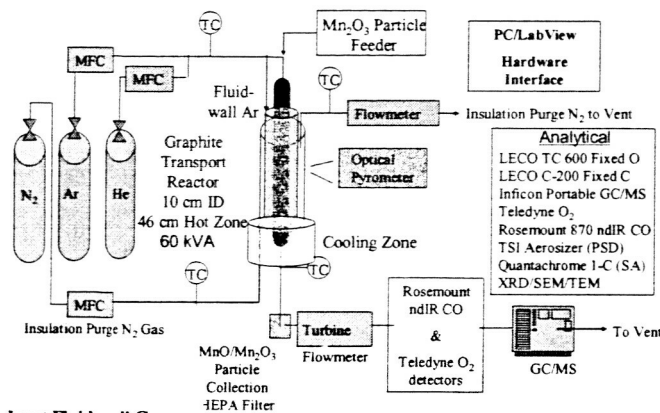 TC
Mn₂O₃ Particle
Feeder
PC/LabView
Hardware
Interface
MFC
MFC
Fluid-
wall Ar
TC
Flowmeter
Insulation Purge N₂ to Vent
N₂
Ar
He
Graphite
Transport
Reactor
10 cm ID
46 cm Hot Zone
60 kVA
Optical
Pyrometer
Analytical
LECO TC 600 Fixed O
LECO C-200 Fixed C
Inficon Portable GC/MS
Teledyne O₂
Rosemount 870 ndIR CO
TSI Aerosizer (PSD)
Quantachrome 1-C (SA)
XRD/SEM/TEM
Cooling Zone
TC
TC
MFC
Insulation Purge N₂ Gas
Turbine
Flowmeter
Rosemount
ndIR CO
&
Teledyne O₂
detectors
GC/MS
To Vent
MnO/Mn₂O₃
Particle
Collection
HEPA Filter